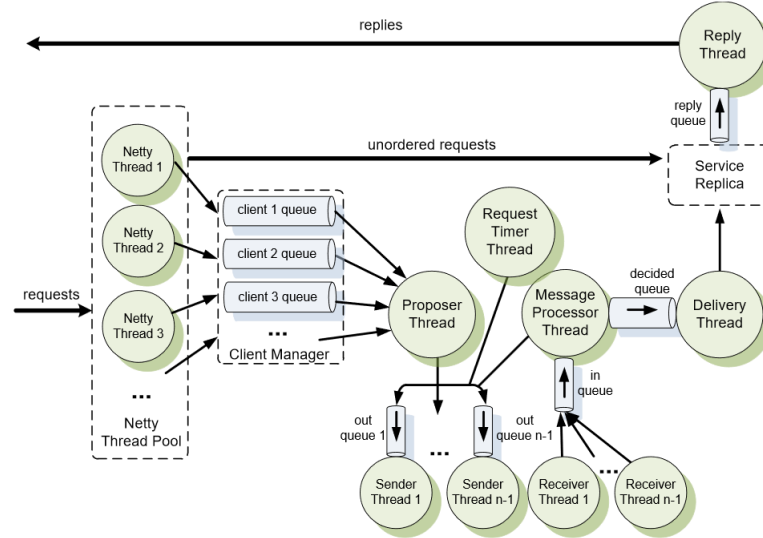 replies
Reply
Thread
reply
queue
Netty
Thread 1
unordered requests
Service
Replica
client 1 queue
Request
Timer
Thread
Netty
Thread 2
client 2 queue
decided
queue
requests
client 3 queue
Netty
Thread 3
Proposer
Thread
Message
Processor
Thread
Delivery
Thread
...
Client Manager
...
in
queue
Netty
Thread Pool
out
queue 1
...
out
queue n-1
...
Sender
Thread 1
Sender
Thread n-1
Receiver
Thread 1
Receiver
Thread n-1